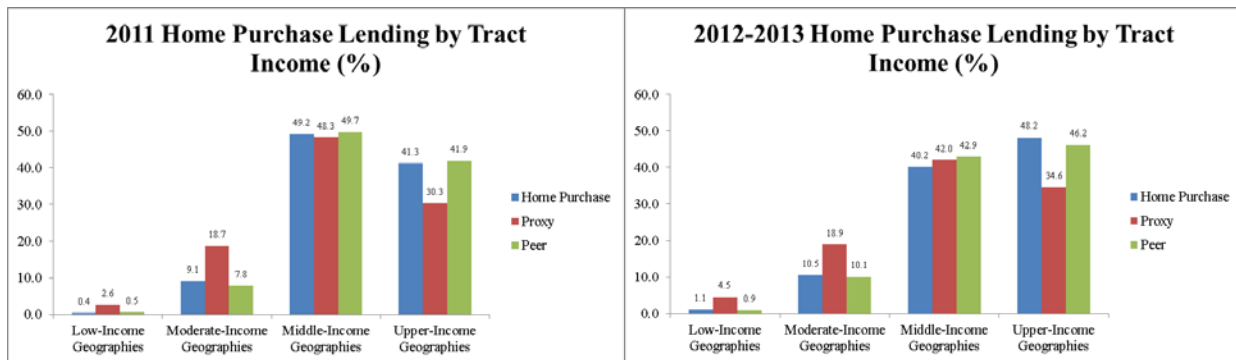 2011 Home Purchase Lending by Tract
Income (%)
60.0
50.0
40.0
30.0
20.0
10.0
0.0
0.4
2.6
0.5
9.1
18.7
7.8
49.2
48.3
49.7
41.3
30.3
41.9
Low-Income
Geographies
Moderate-Income
Geographies
Middle-Income
Geographies
Upper-Income
Geographies
Home Purchase
Proxy
Peer
2012-2013 Home Purchase Lending by Tract
Income (%)
60.0
50.0
40.0
30.0
20.0
10.0
0.0
1.1
4.5
0.9
10.5
18.9
10.1
40.2
42.0
42.9
48.2
34.6
46.2
Low-Income
Geographies
Moderate-Income
Geographies
Middle-Income
Geographies
Upper-Income
Geographies
Home Purchase
Proxy
Peer